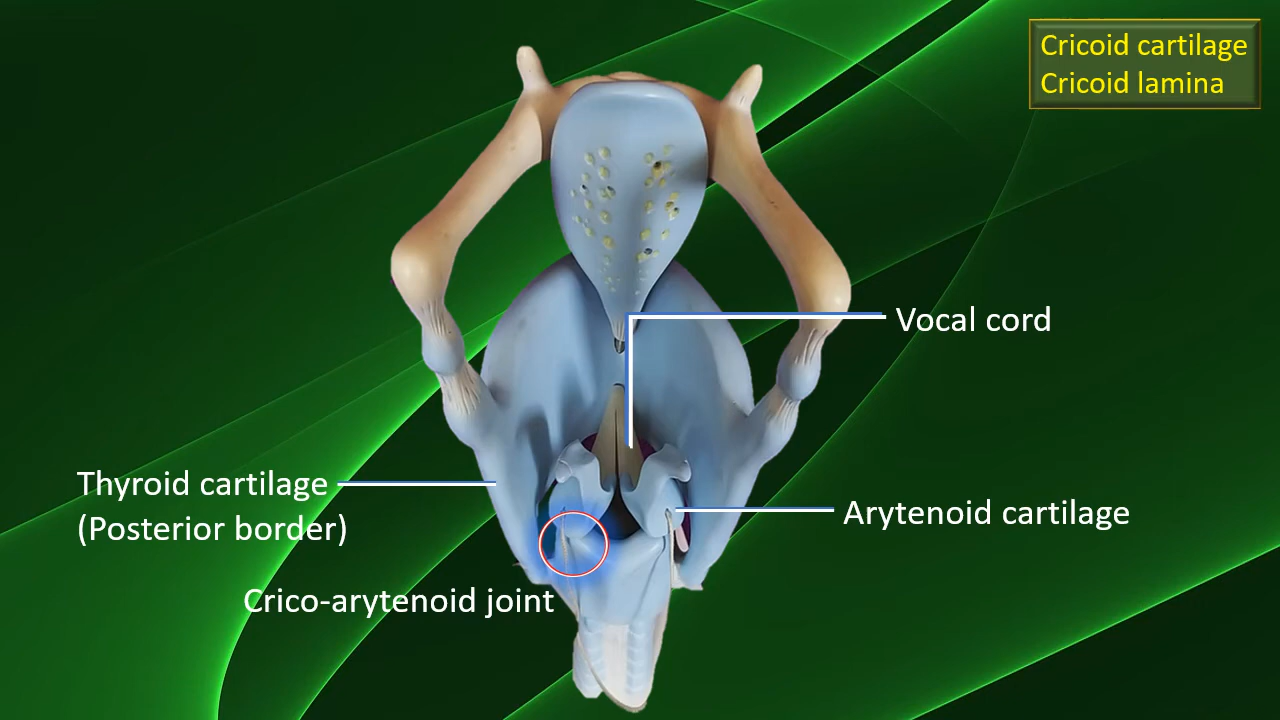 Cricoid cartilage
Cricoid lamina
Vocal cord
Thyroid cartilage
(Posterior border)
Arytenoid cartilage
Crico-arytenoid joint